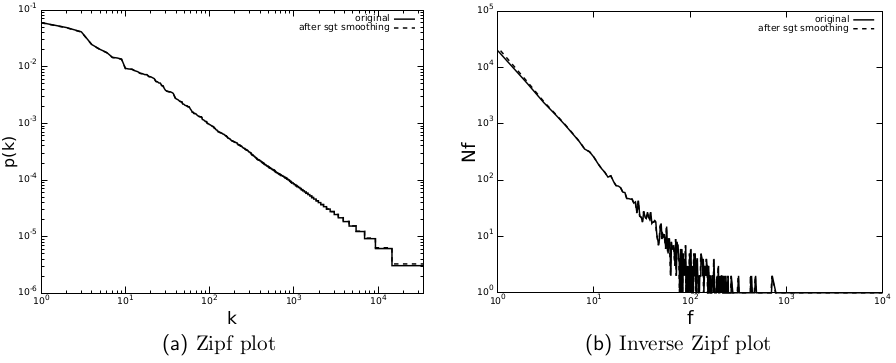 10^-1
original
after sgt smoothing
10^-2
10^-3
p(k)
10^-4
10^-5
10^-6
10^0 10^1 10^2 10^3 10^4
k
(a) Zipf plot
10^5
original
after sgt smoothing
10^4
10^3
Nf
10^2
10^1
10^0
10^0 10^1 10^2 10^3 10^4
f
(b) Inverse Zipf plot